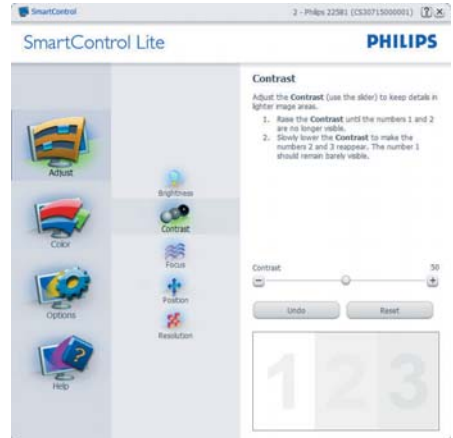 SmartControl
2 - Philips 225B1 (CS30715000001) ? X
SmartControl Lite
PHILIPS
Adjust
Color
Options
Help
Brightness
Contrast
Focus
Position
Resolution
Contrast
Adjust the Contrast (use the slider) to keep details in
lighter image areas.
1. Raise the Contrast until the numbers 1 and 2
are no longer visible.
2. Slowly lower the Contrast to make the
numbers 2 and 3 reappear. The number 1
should remain barely visible.
Contrast 50
Undo Reset
1 2 3